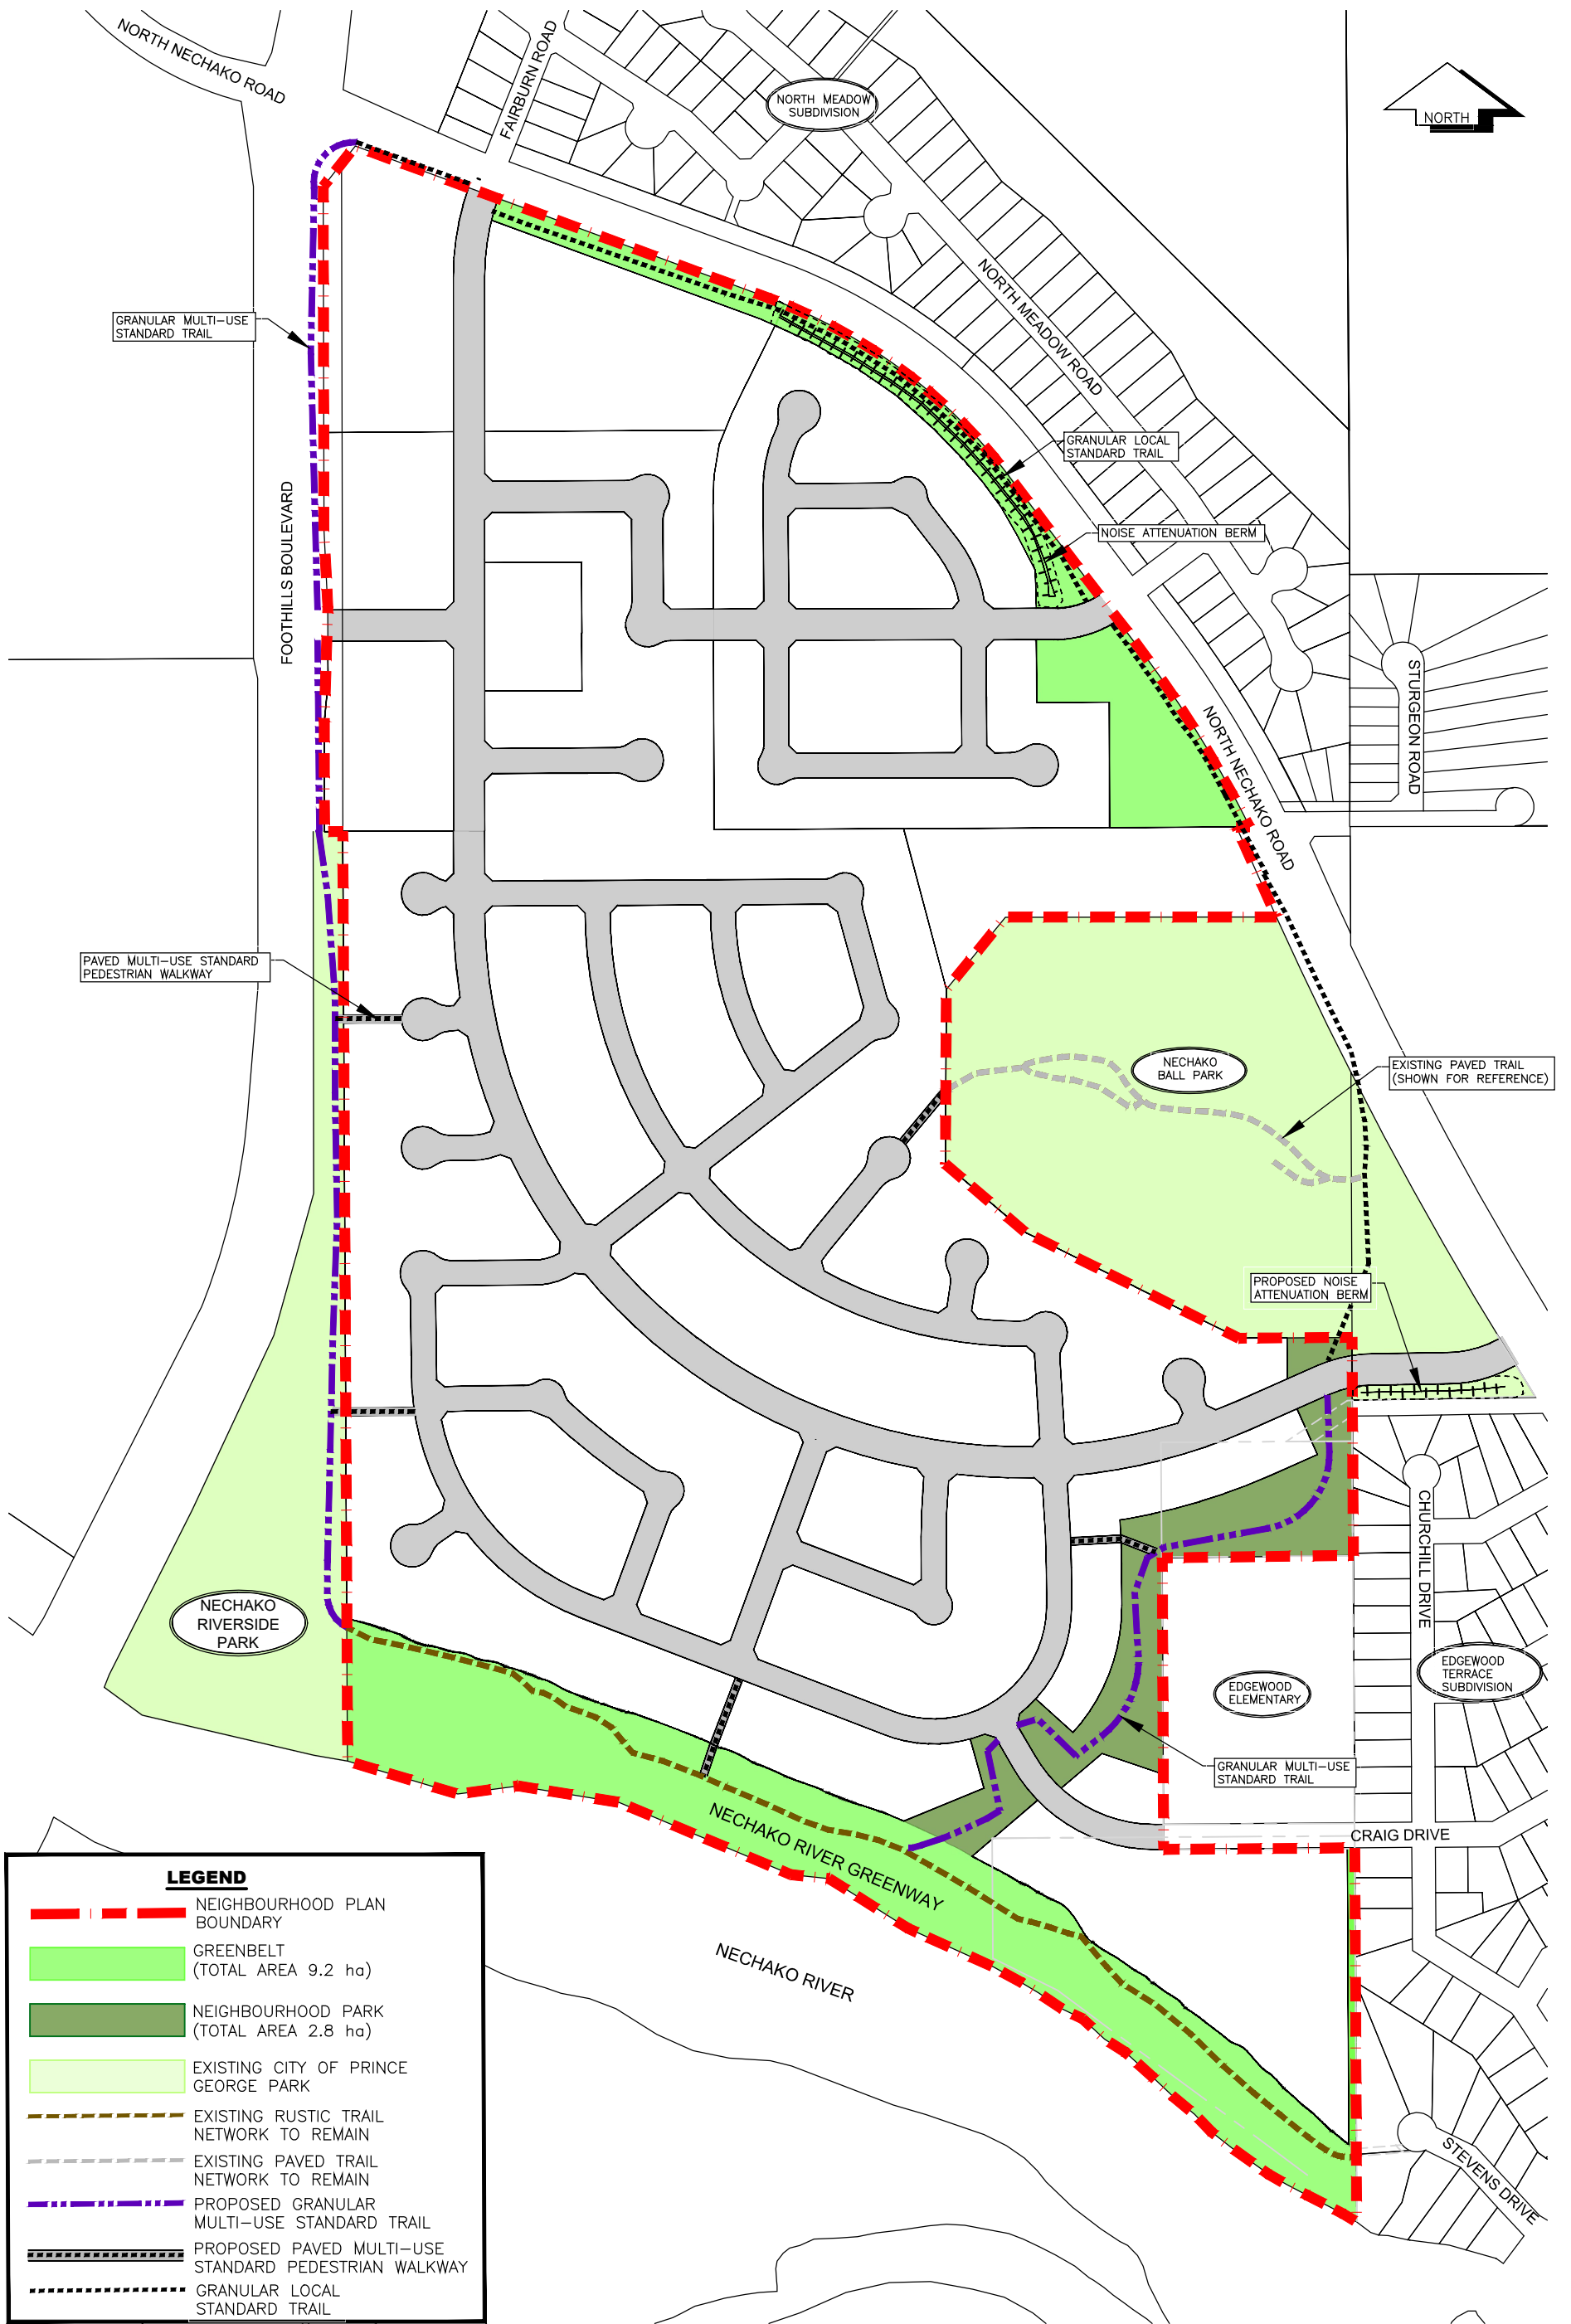 NORTH NECHAKO ROAD
FAIRBURN ROAD
NORTH MEADOW
SUBDIVISION
NORTH
GRANULAR MULTI-USE
STANDARD TRAIL
NORTH MEADOW ROAD
GRANULAR LOCAL
STANDARD TRAIL
NOISE ATTENUATION BERM
FOOTHILLS BOULEVARD
STURGEON ROAD
NORTH NECHAKO ROAD
PAVED MULTI-USE STANDARD
PEDESTRIAN WALKWAY
NECHAKO
BALL PARK
EXISTING PAVED TRAIL
(SHOWN FOR REFERENCE)
PROPOSED NOISE
ATTENUATION BERM
CHURCHILL DRIVE
NECHAKO
RIVERSIDE
PARK
EDGEWOOD
TERRACE
SUBDIVISION
EDGEWOOD
ELEMENTARY
GRANULAR MULTI-USE
STANDARD TRAIL
CRAIG DRIVE
NECHAKO RIVER GREENWAY
NECHAKO RIVER
STEVENS DRIVE
LEGEND
NEIGHBOURHOOD PLAN
BOUNDARY
GREENBELT
(TOTAL AREA 9.2 ha)
NEIGHBOURHOOD PARK
(TOTAL AREA 2.8 ha)
EXISTING CITY OF PRINCE
GEORGE PARK
EXISTING RUSTIC TRAIL
NETWORK TO REMAIN
EXISTING PAVED TRAIL
NETWORK TO REMAIN
PROPOSED GRANULAR
MULTI-USE STANDARD TRAIL
PROPOSED PAVED MULTI-USE
STANDARD PEDESTRIAN WALKWAY
GRANULAR LOCAL
STANDARD TRAIL